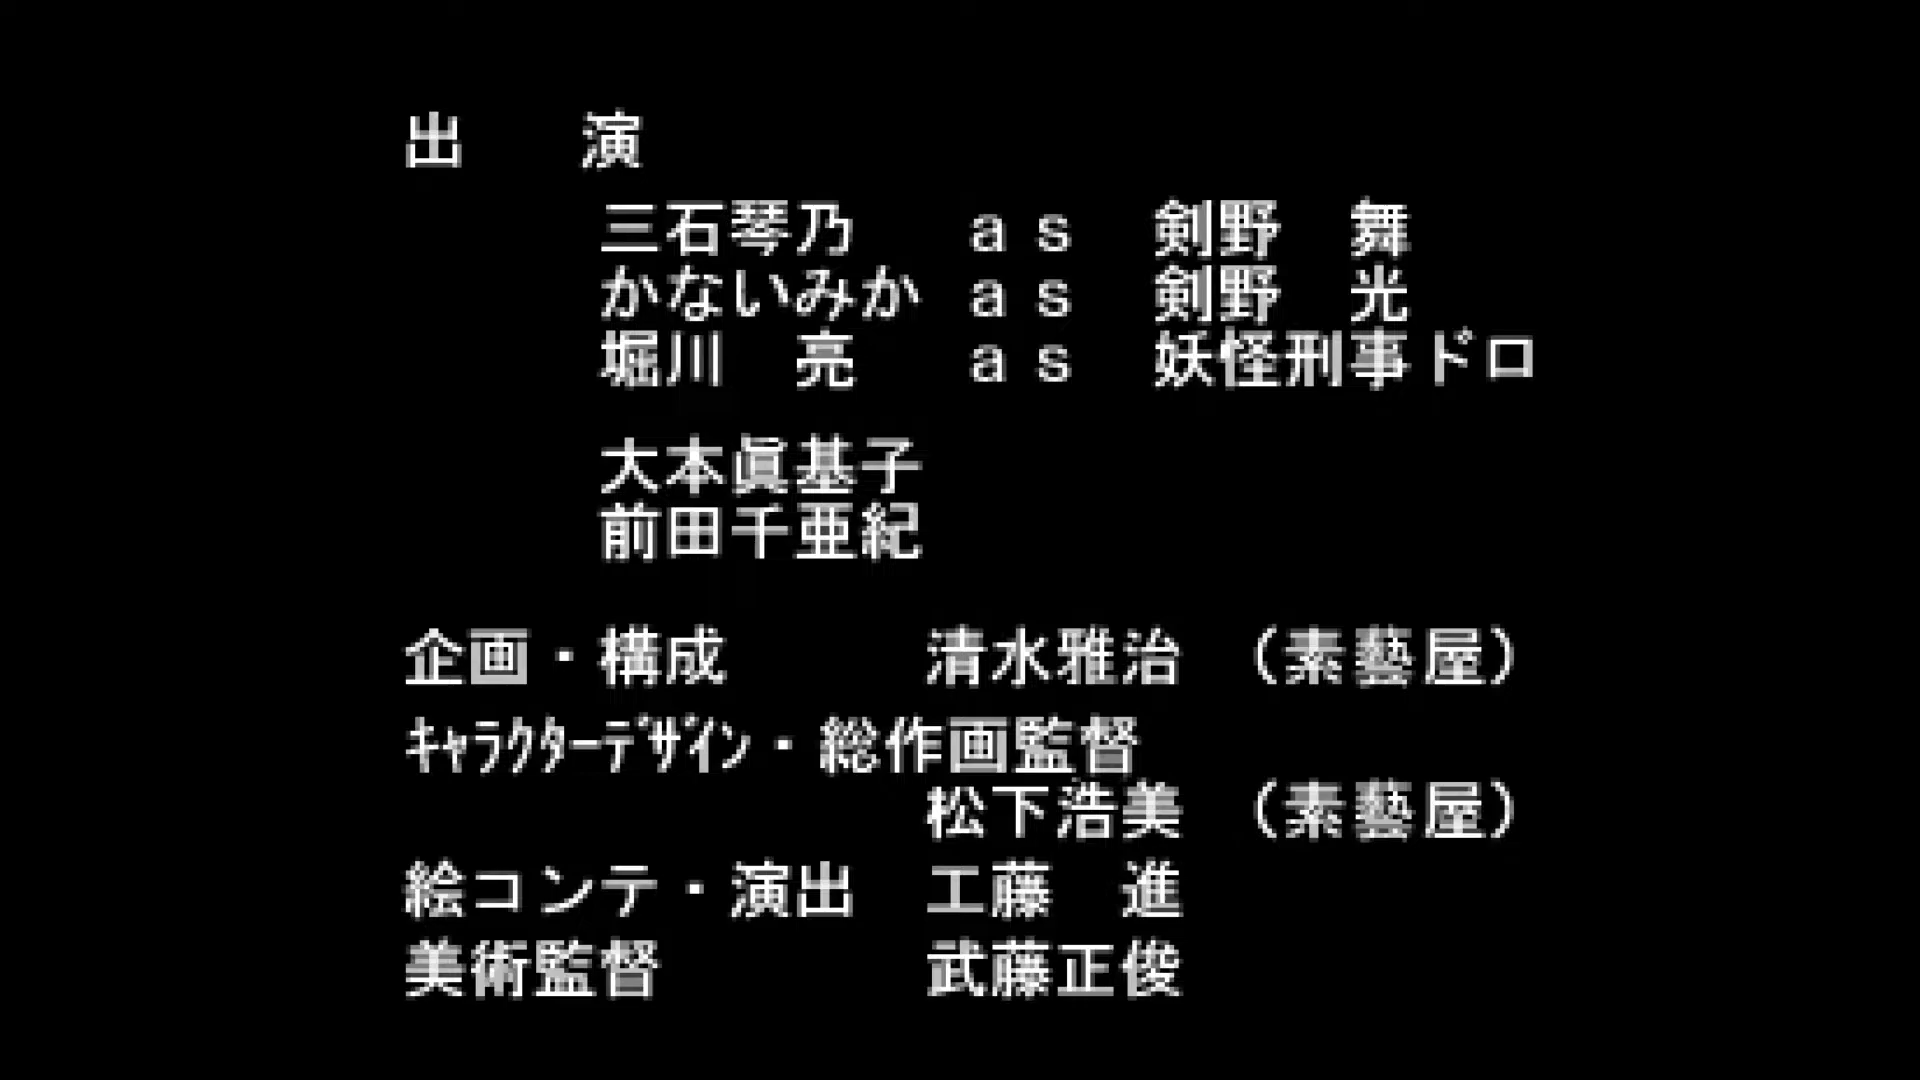 出　演
三石琴乃　ａｓ　剣野　舞
かないみか　ａｓ　剣野　光
堀川　亮　ａｓ　妖怪刑事ドロ
大本眞基子
前田千亜紀
企画・構成　清水雅治　（素藝屋）
ｷｬﾗｸﾀｰﾃﾞｻﾞｲﾝ・総作画監督
松下浩美　（素藝屋）
絵コンテ・演出　工藤　進
美術監督　武藤正俊